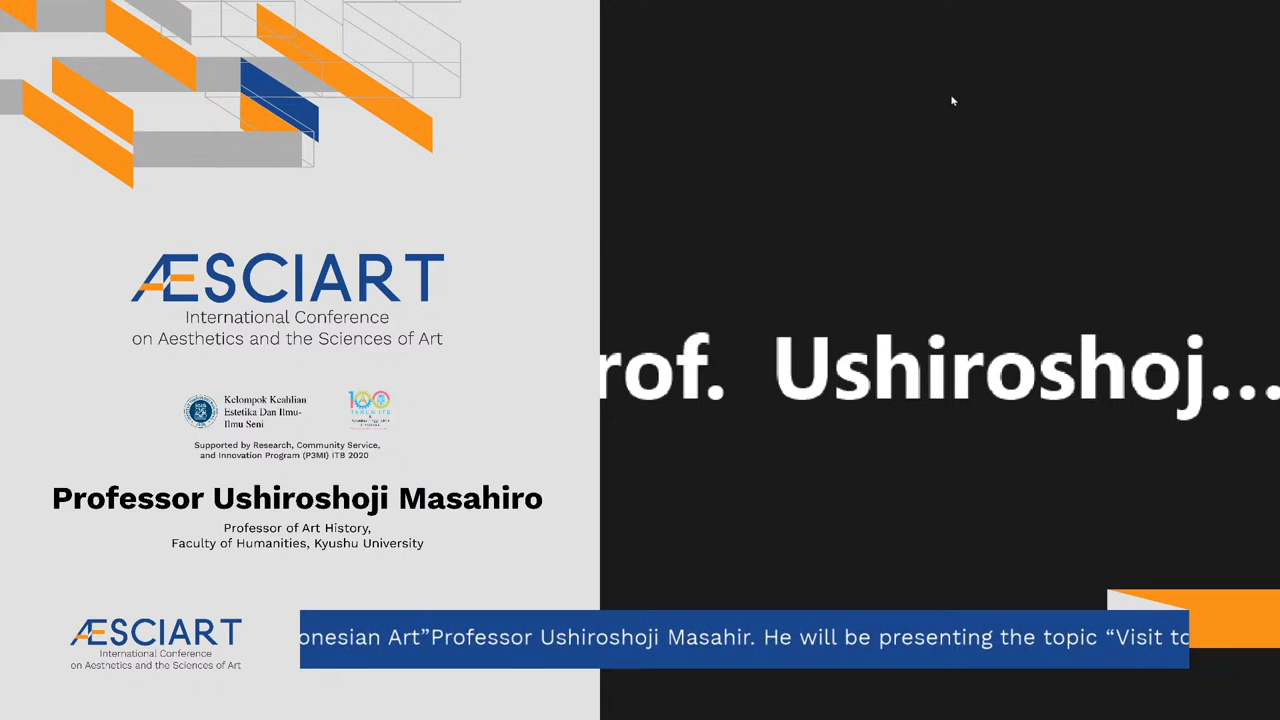 ÆSCIART
International Conference
on Aesthetics and the Sciences of Art
Kelompok Keahlian
Estetika Dan Ilmu-
Ilmu Seni
100
TAHUN ITB
Supported by Research, Community Service,
and Innovation Program (P3MI) ITB 2020
Professor Ushiroshoji Masahiro
Professor of Art History,
Faculty of Humanities, Kyushu University
rof. Ushiroshoj...
ÆSCIART
International Conference
on Aesthetics and the Sciences of Art
onesian Art”Professor Ushiroshoji Masahir. He will be presenting the topic “Visit to